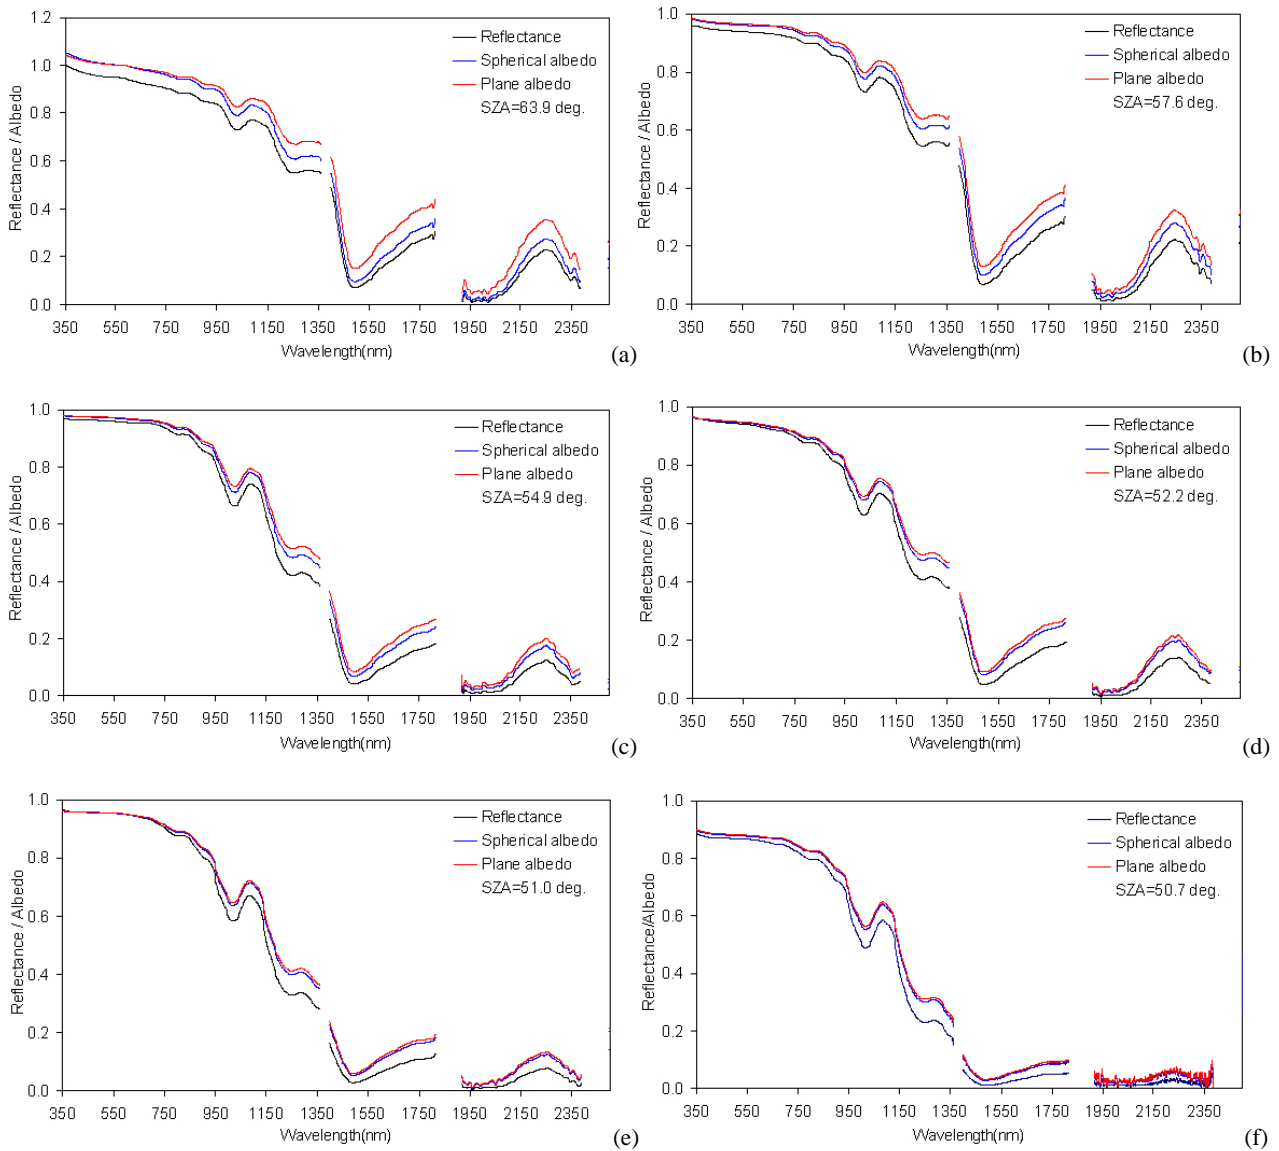 1.2
1.0
0.8
0.6
0.4
0.2
0.0
Reflectance / Albedo
Reflectance
Spherical albedo
Plane albedo
SZA=63.9 deg.
350 550 750 950 1150 1350 1550 1750 1950 2150 2350
Wavelength(nm)
(a)
1.0
0.8
0.6
0.4
0.2
0.0
Reflectance / Albedo
Reflectance
Spherical albedo
Plane albedo
SZA=57.6 deg.
350 550 750 950 1150 1350 1550 1750 1950 2150 2350
Wavelength(nm)
(b)
1.0
0.8
0.6
0.4
0.2
0.0
Reflectance / Albedo
Reflectance
Spherical albedo
Plane albedo
SZA=54.9 deg.
350 550 750 950 1150 1350 1550 1750 1950 2150 2350
Wavelength(nm)
(c)
1.0
0.8
0.6
0.4
0.2
0.0
Reflectance / Albedo
Reflectance
Spherical albedo
Plane albedo
SZA=52.2 deg.
350 550 750 950 1150 1350 1550 1750 1950 2150 2350
Wavelength(nm)
(d)
1.0
0.8
0.6
0.4
0.2
0.0
Reflectance / Albedo
Reflectance
Spherical albedo
Plane albedo
SZA=51.0 deg.
350 550 750 950 1150 1350 1550 1750 1950 2150 2350
Wavelength(nm)
(e)
1.0
0.8
0.6
0.4
0.2
0.0
Reflectance/Albedo
Reflectance
Spherical albedo
Plane albedo
SZA=50.7 deg.
350 550 750 950 1150 1350 1550 1750 1950 2150 2350
Wavelength(nm)
(f)